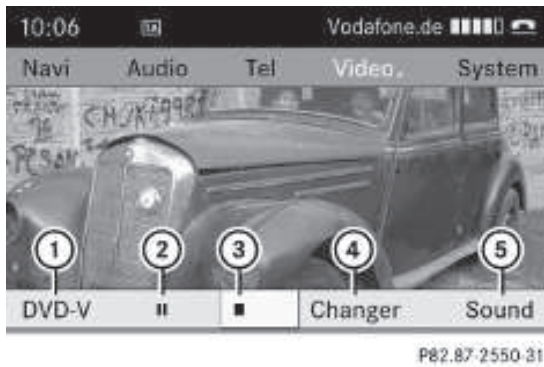 10:06 Vodafone.de
Navi Audio Tel Video System
1 2 3 4 5
DVD-V Changer Sound
P82.87-2550-31